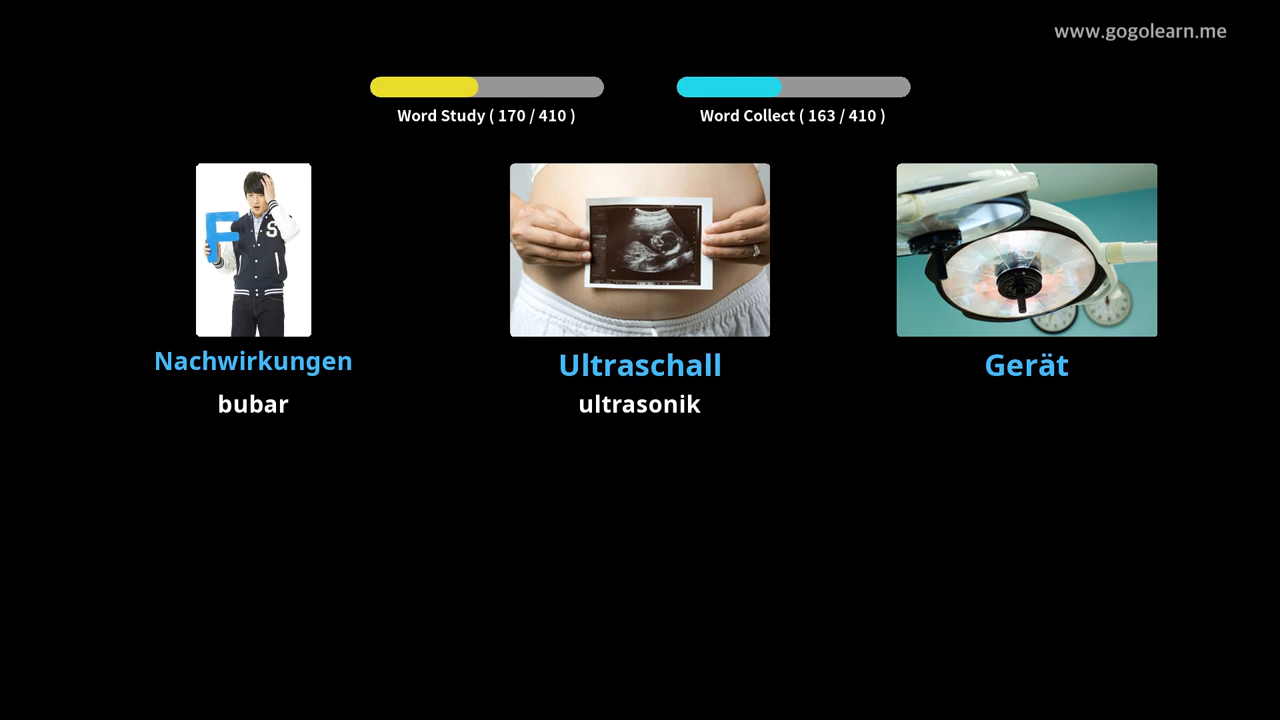 www.gogolearn.me
Word Study ( 170 / 410 )
Word Collect ( 163 / 410 )
F
S
Nachwirkungen
Ultraschall
Gerät
bubar
ultrasonik